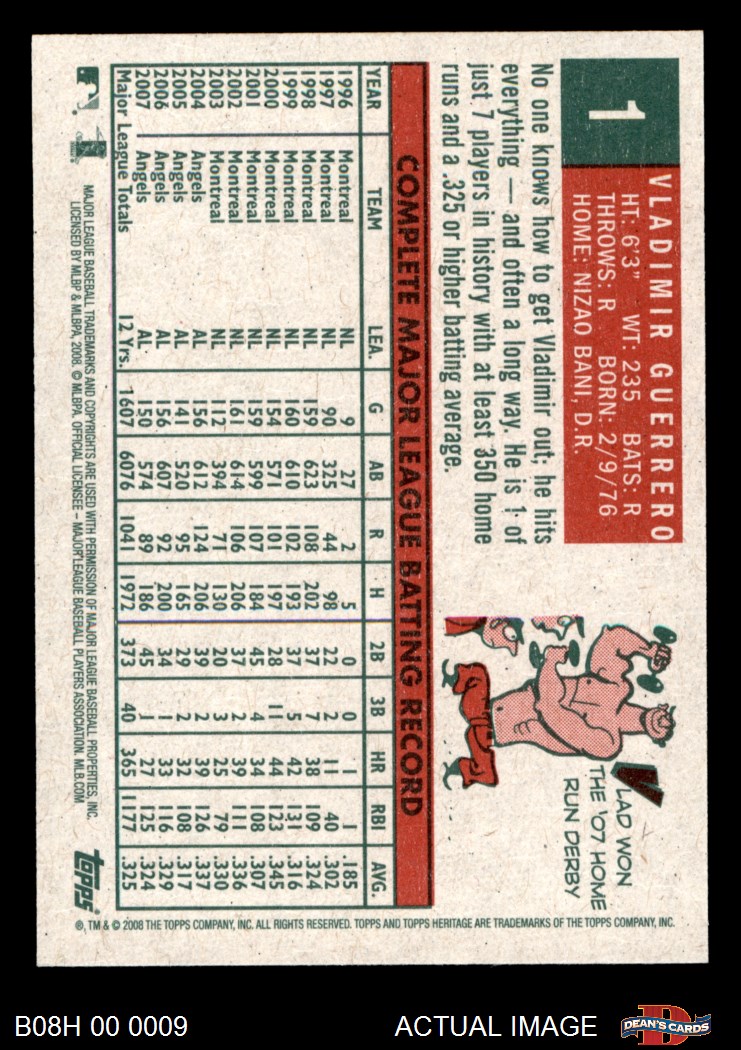 1
VLADIMIR GUERRERO
HT: 6'3" WT: 235 BATS: R
THROWS: R BORN: 2/9/76
HOME: NIZAO BANI, D.R.
No one knows how to get Vladimir out; he hits
everything — and often a long way. He is 1 of
just 7 players in history with at least 350 home
runs and a .325 or higher batting average.
VLAD WON
THE '07 HOME
RUN DERBY
COMPLETE MAJOR LEAGUE BATTING RECORD
YEAR TEAM LEA. G AB R H 2B 3B HR RBI AVG.
1996 Montreal NL 9 27 2 5 0 0 1 1 .185
1997 Montreal NL 90 325 44 98 22 2 11 40 .302
1998 Montreal NL 159 623 108 202 37 7 38 109 .324
1999 Montreal NL 160 610 102 193 37 5 42 131 .316
2000 Montreal NL 154 571 101 197 28 11 44 123 .345
2001 Montreal NL 159 599 107 184 45 4 34 108 .307
2002 Montreal NL 161 614 106 206 37 2 39 111 .336
2003 Montreal NL 112 394 71 130 20 3 25 79 .330
2004 Angels AL 156 612 124 206 39 2 39 126 .337
2005 Angels AL 141 520 95 165 29 2 32 108 .317
2006 Angels AL 156 607 92 200 34 1 33 116 .329
2007 Angels AL 150 574 89 186 45 1 27 125 .324
Major League Totals 12 Yrs. 1607 6076 1041 1972 373 40 365 1177 .325
MAJOR LEAGUE BASEBALL TRADEMARKS AND COPYRIGHTS ARE USED WITH PERMISSION OF MAJOR LEAGUE BASEBALL PROPERTIES, INC.
LICENSED BY MLBP & MLBPA, 2008. © MLBPA. OFFICIAL LICENSEE – MAJOR LEAGUE BASEBALL PLAYERS ASSOCIATION. MLB.COM
topps
®, TM & © 2008 THE TOPPS COMPANY, INC. ALL RIGHTS RESERVED. TOPPS AND TOPPS HERITAGE ARE TRADEMARKS OF THE TOPPS COMPANY, INC.
B08H 00 0009
ACTUAL IMAGE
D
DEAN'S CARDS